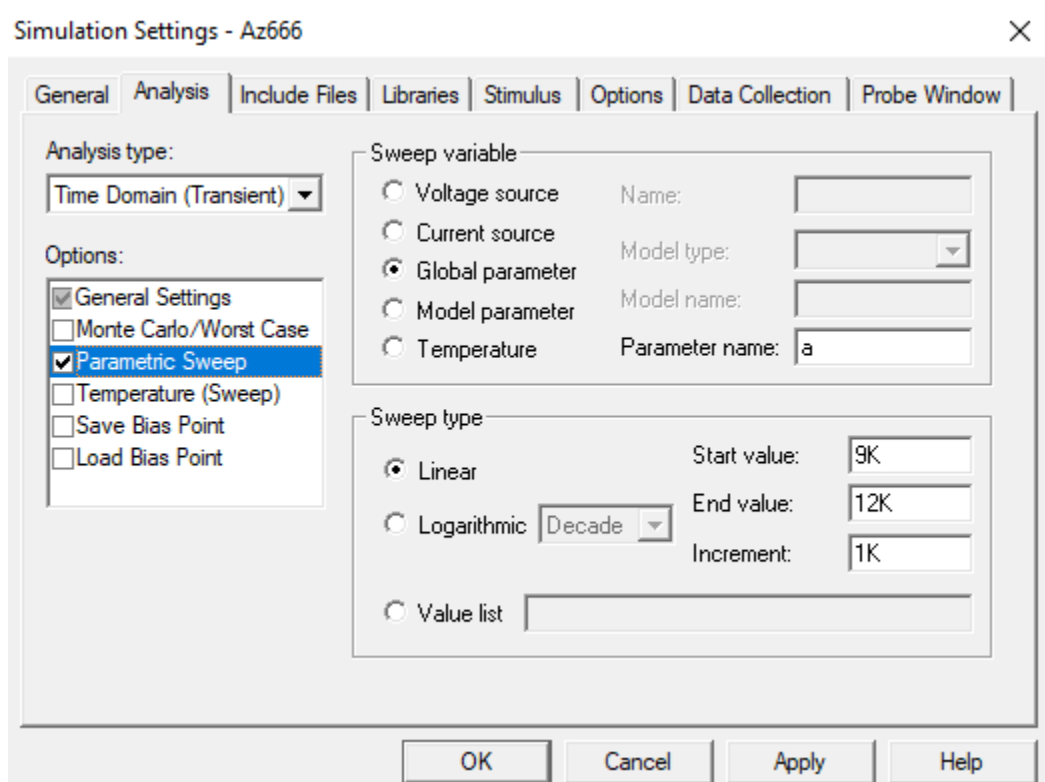 Simulation Settings - Az666
General Analysis Include Files Libraries Stimulus Options Data Collection Probe Window
Analysis type:
Time Domain (Transient)
Options:
General Settings
Monte Carlo/Worst Case
Parametric Sweep
Temperature (Sweep)
Save Bias Point
Load Bias Point
Sweep variable
Voltage source
Current source
Global parameter
Model parameter
Temperature
Name:
Model type:
Model name:
Parameter name: a
Sweep type
Linear
Logarithmic Decade
Value list
Start value: 9K
End value: 12K
Increment: 1K
OK Cancel Apply Help